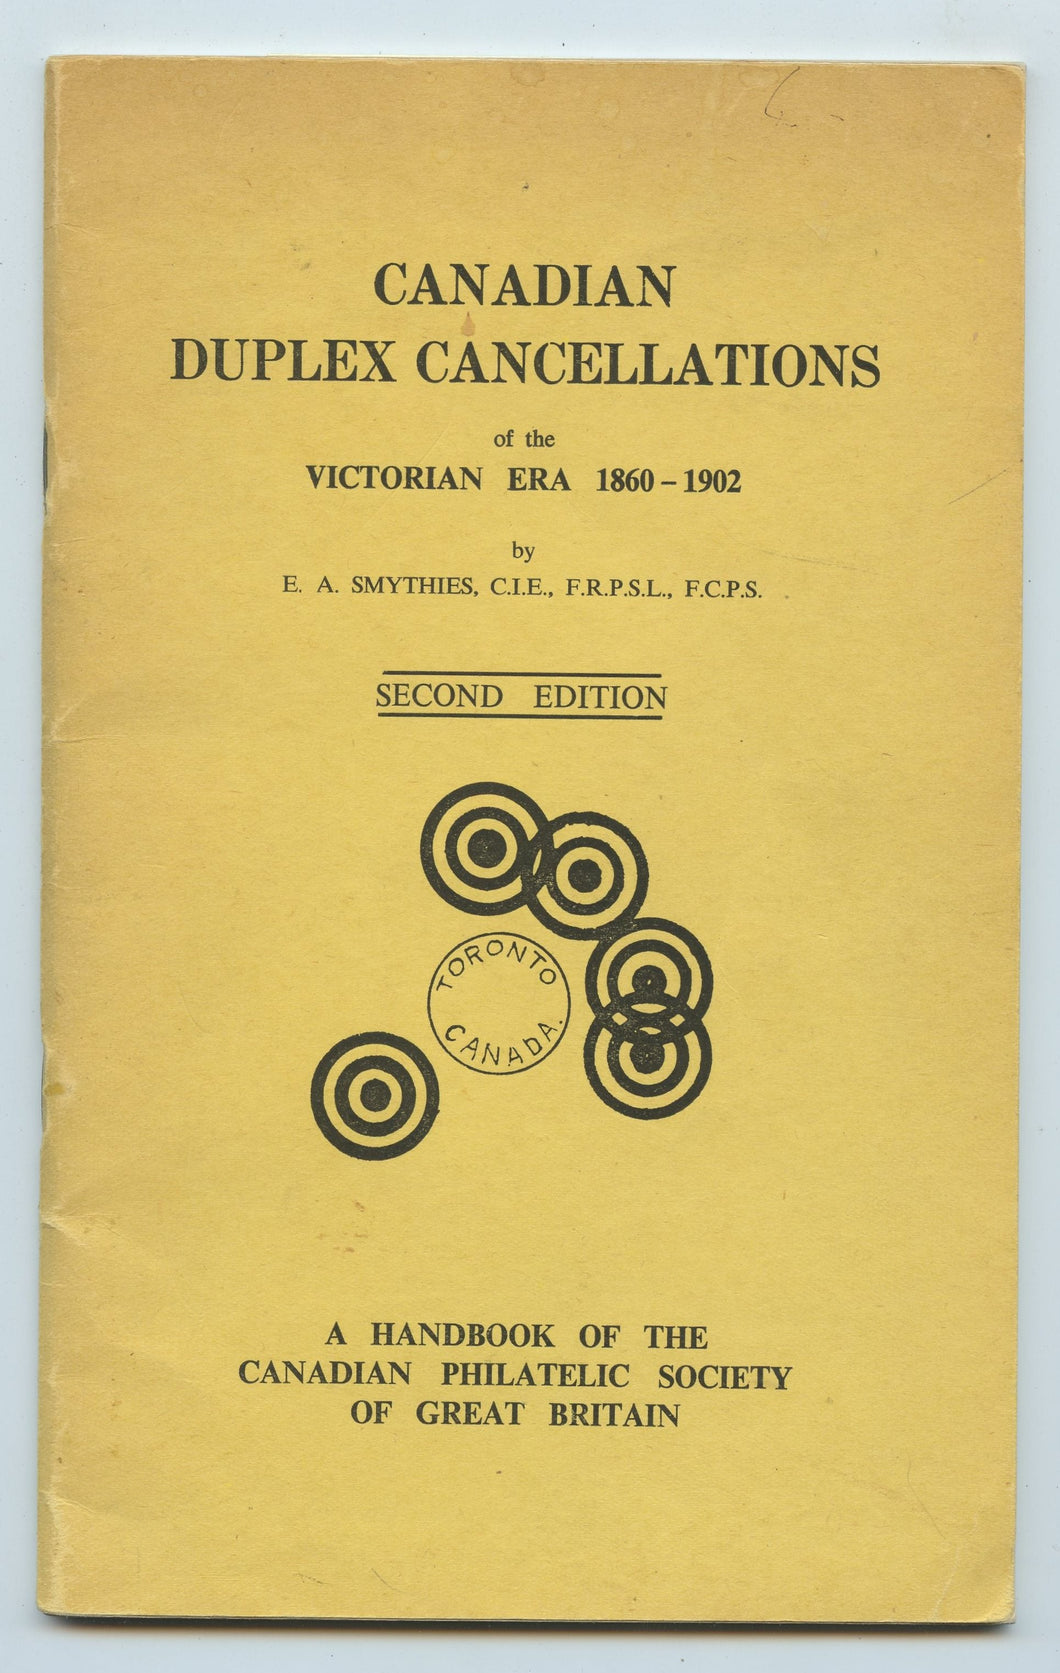 CANADIAN
DUPLEX CANCELLATIONS
of the
VICTORIAN ERA 1860 – 1902
by
E. A. SMYTHIES, C.I.E., F.R.P.S.L., F.C.P.S.
SECOND EDITION
TORONTO
CANADA.
A HANDBOOK OF THE
CANADIAN PHILATELIC SOCIETY
OF GREAT BRITAIN